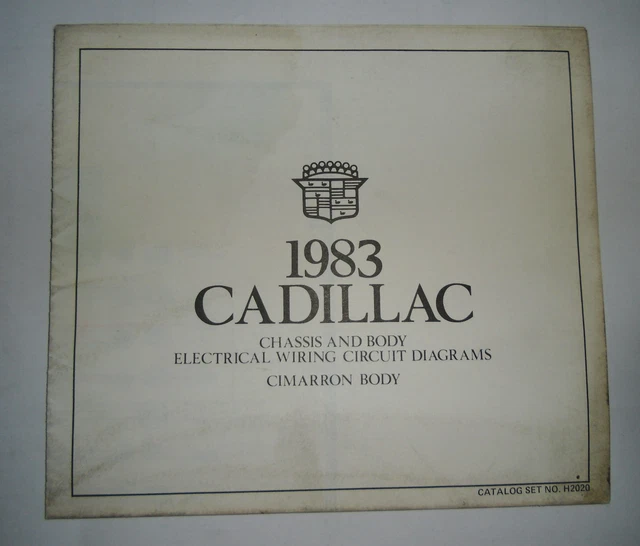 1983
CADILLAC
CHASSIS AND BODY
ELECTRICAL WIRING CIRCUIT DIAGRAMS
CIMARRON BODY
CATALOG SET NO. H2020